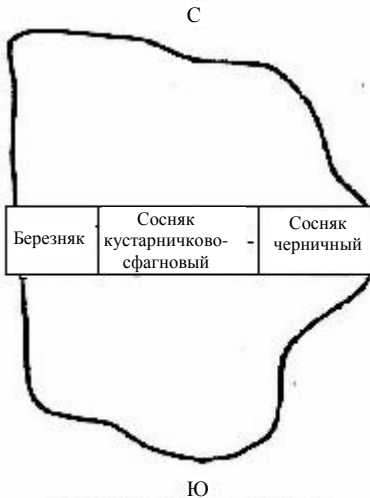 С
Березняк
Сосняк
кустарничково-
сфагновый
-
Сосняк
черничный
Ю